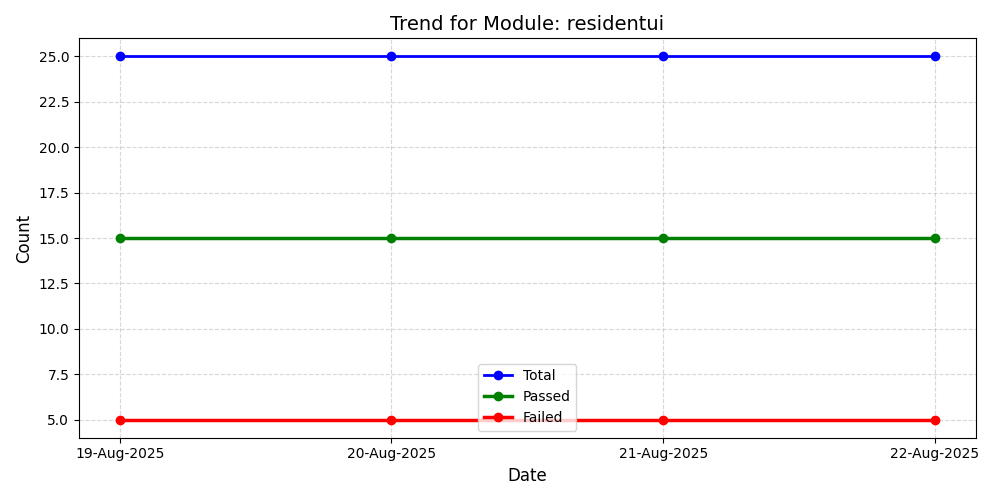 Trend for Module: residentui
Count
25.0
22.5
20.0
17.5
15.0
12.5
10.0
7.5
5.0
Total
Passed
Failed
19-Aug-2025
20-Aug-2025
21-Aug-2025
22-Aug-2025
Date